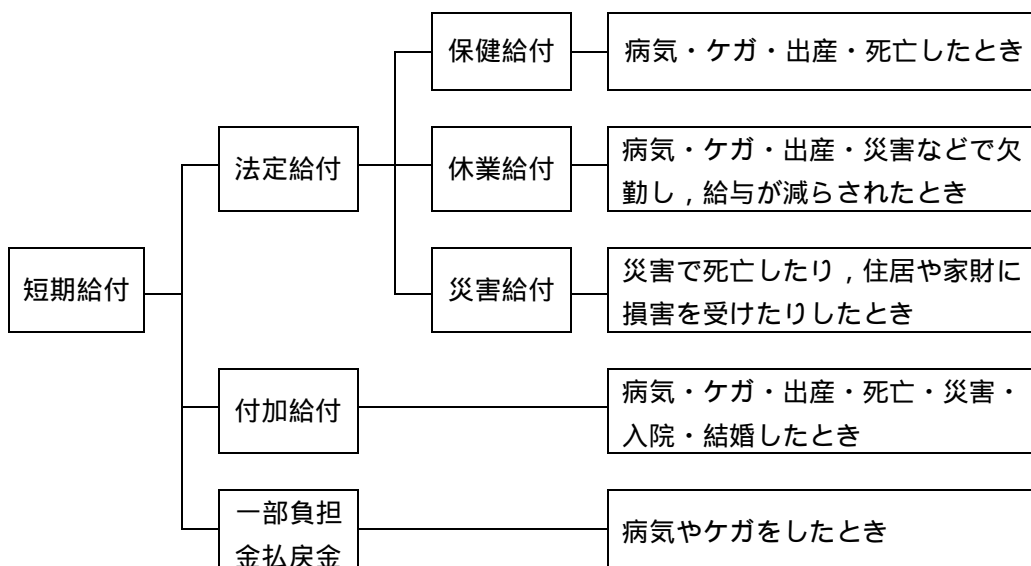 保健給付
病気・ケガ・出産・死亡したとき
法定給付
休業給付
病気・ケガ・出産・災害などで欠
勤し，給与が減らされたとき
短期給付
災害給付
災害で死亡したり，住居や家財に
損害を受けたりしたとき
付加給付
病気・ケガ・出産・死亡・災害・
入院・結婚したとき
一部負担
金払戻金
病気やケガをしたとき